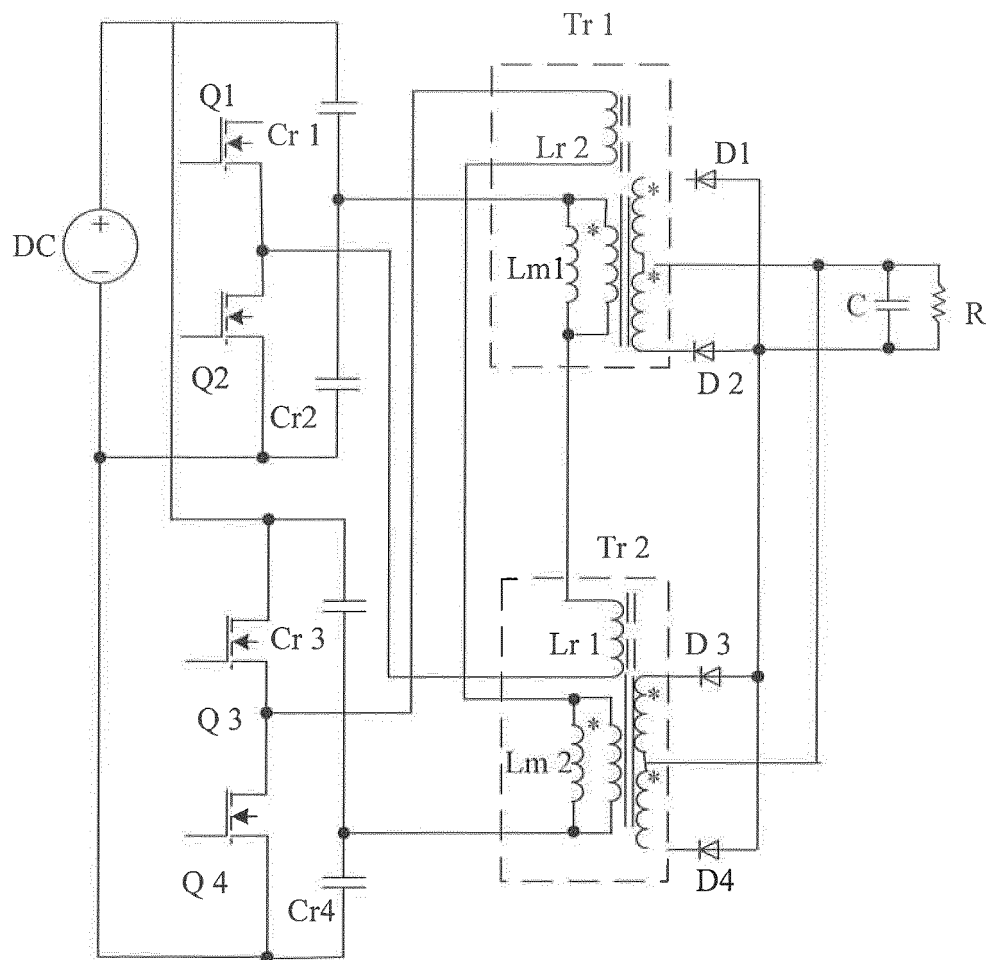 Tr 1
Q1
Cr 1
Lr 2
D1
*
DC
+
−
Lm1
*
*
C
R
Q2
D 2
Cr2
Tr 2
Cr 3
Lr 1
D 3
Q 3
*
*
Lm 2
*
Q 4
Cr4
D4